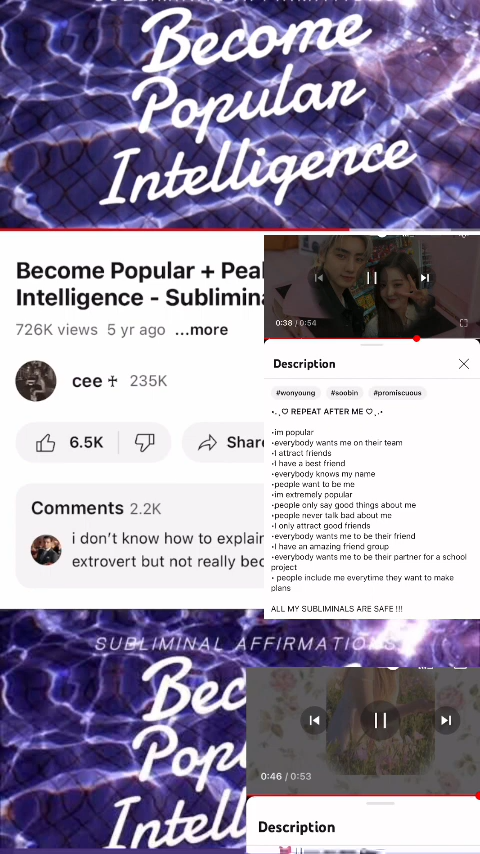 SUBLIMINAL AFFIRMATIONS
Become
Popular
Intelligence
Become Popular + Pea
Intelligence - Sublimina
726K views 5 yr ago ...more
cee ♰ 235K
6.5K
Share
Comments 2.2K
i don't know how to explain
extrovert but not really bec
0:38 / 0:54
Description
#wonyoung #soobin #promiscuous
⋆.˳♡ REPEAT AFTER ME ♡˳.⋆
⋆im popular
⋆everybody wants me on their team
⋆I attract friends
⋆I have a best friend
⋆everybody knows my name
⋆people want to be me
⋆im extremely popular
⋆people only say good things about me
⋆people never talk bad about me
⋆I only attract good friends
⋆everybody wants me to be their friend
⋆I have an amazing friend group
⋆everybody wants me to be their partner for a school
project
⋆ people include me everytime they want to make
plans
ALL MY SUBLIMINALS ARE SAFE !!!
SUBLIMINAL AFFIRMATIONS
Bec
Pop
Intell
0:46 / 0:53
Description